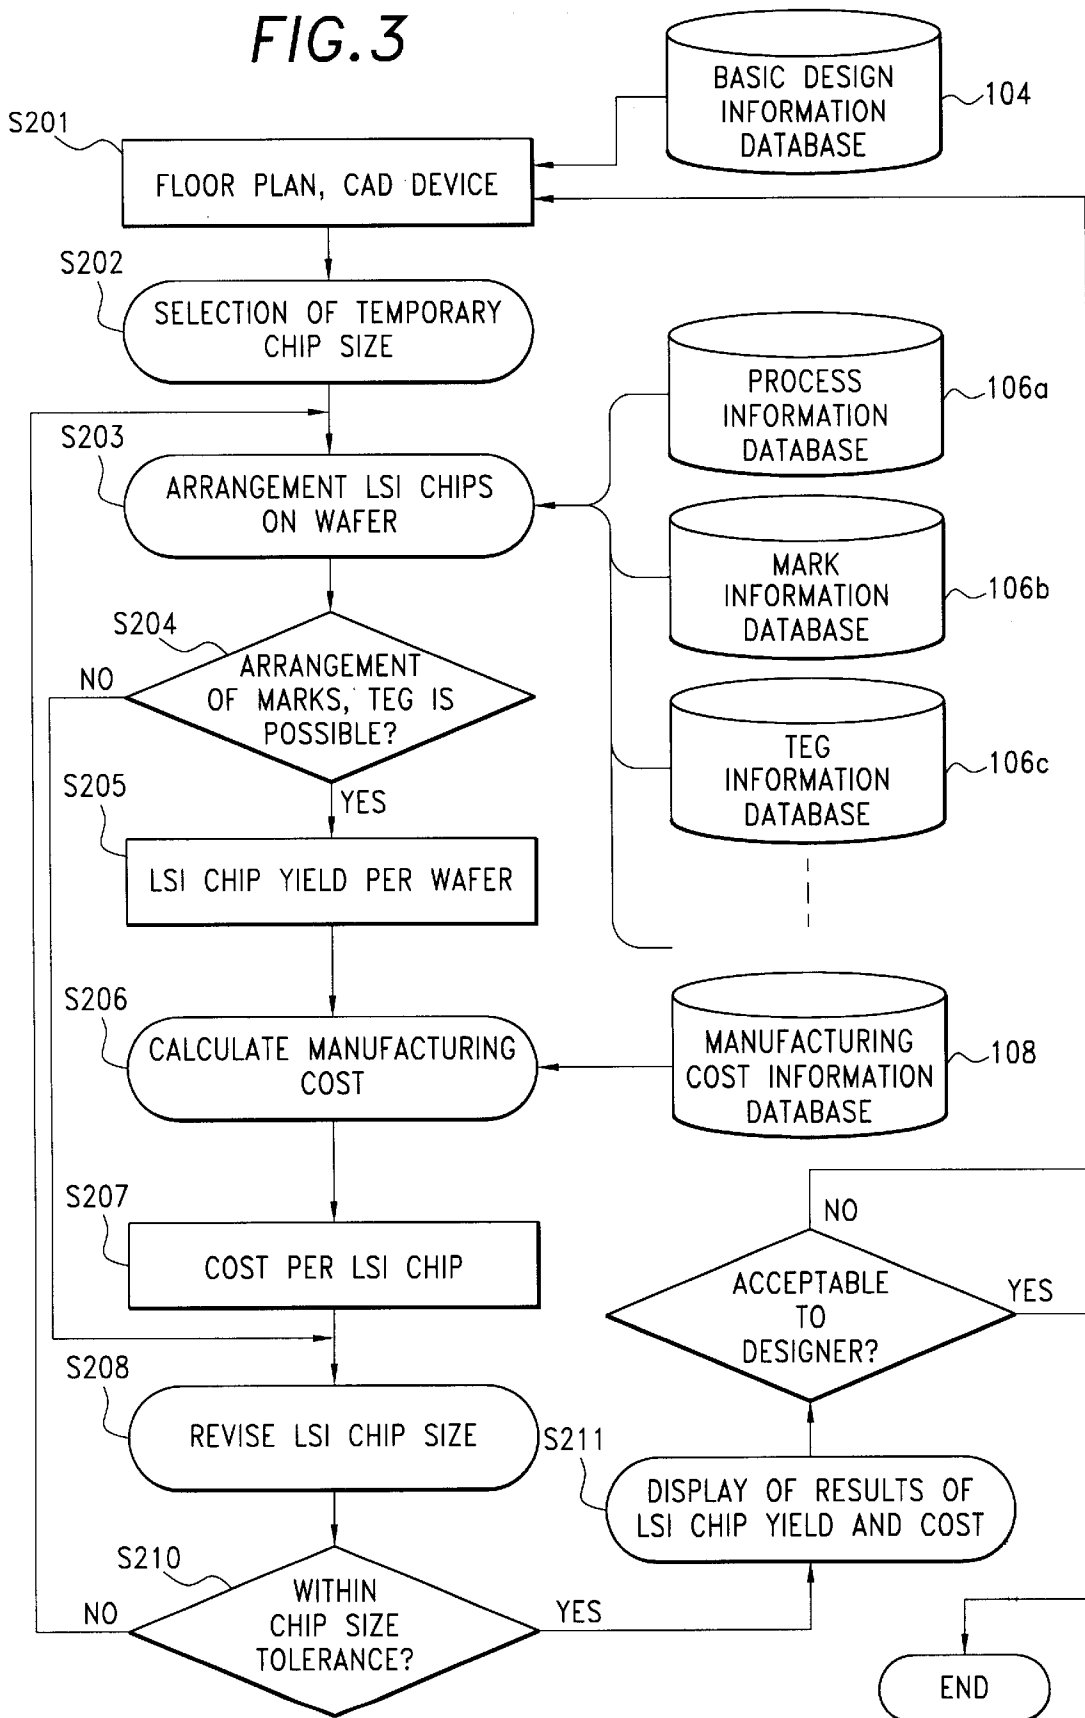 FIG.3
BASIC DESIGN
INFORMATION
DATABASE
104
S201
FLOOR PLAN, CAD DEVICE
S202
SELECTION OF TEMPORARY
CHIP SIZE
PROCESS
INFORMATION
DATABASE
106a
S203
ARRANGEMENT LSI CHIPS
ON WAFER
MARK
INFORMATION
DATABASE
106b
S204
NO
ARRANGEMENT
OF MARKS, TEG IS
POSSIBLE?
YES
TEG
INFORMATION
DATABASE
106c
S205
LSI CHIP YIELD PER WAFER
S206
CALCULATE MANUFACTURING
COST
MANUFACTURING
COST INFORMATION
DATABASE
108
S207
COST PER LSI CHIP
NO
ACCEPTABLE
TO
DESIGNER?
YES
S208
REVISE LSI CHIP SIZE
S211
DISPLAY OF RESULTS OF
LSI CHIP YIELD AND COST
S210
NO
WITHIN
CHIP SIZE
TOLERANCE?
YES
END